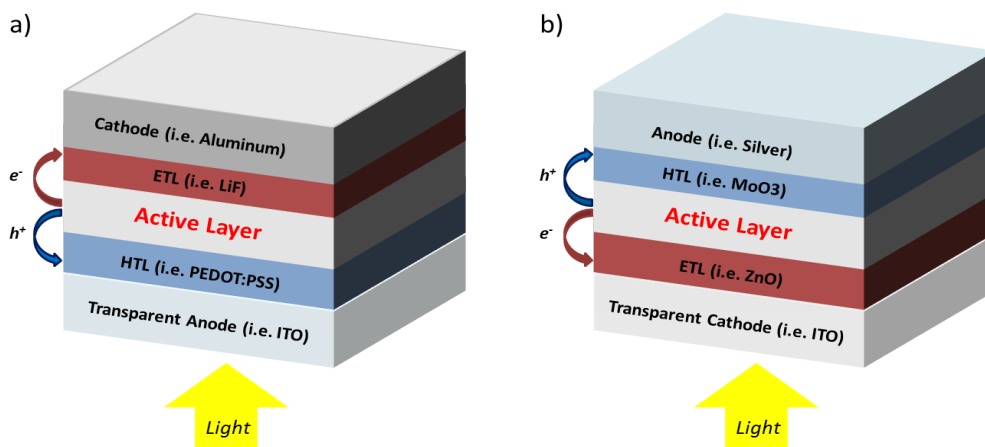 a)
Cathode (i.e. Aluminum)
e-
ETL (i.e. LiF)
Active Layer
h+
HTL (i.e. PEDOT:PSS)
Transparent Anode (i.e. ITO)
Light
b)
Anode (i.e. Silver)
h+
HTL (i.e. MoO3)
Active Layer
e-
ETL (i.e. ZnO)
Transparent Cathode (i.e. ITO)
Light